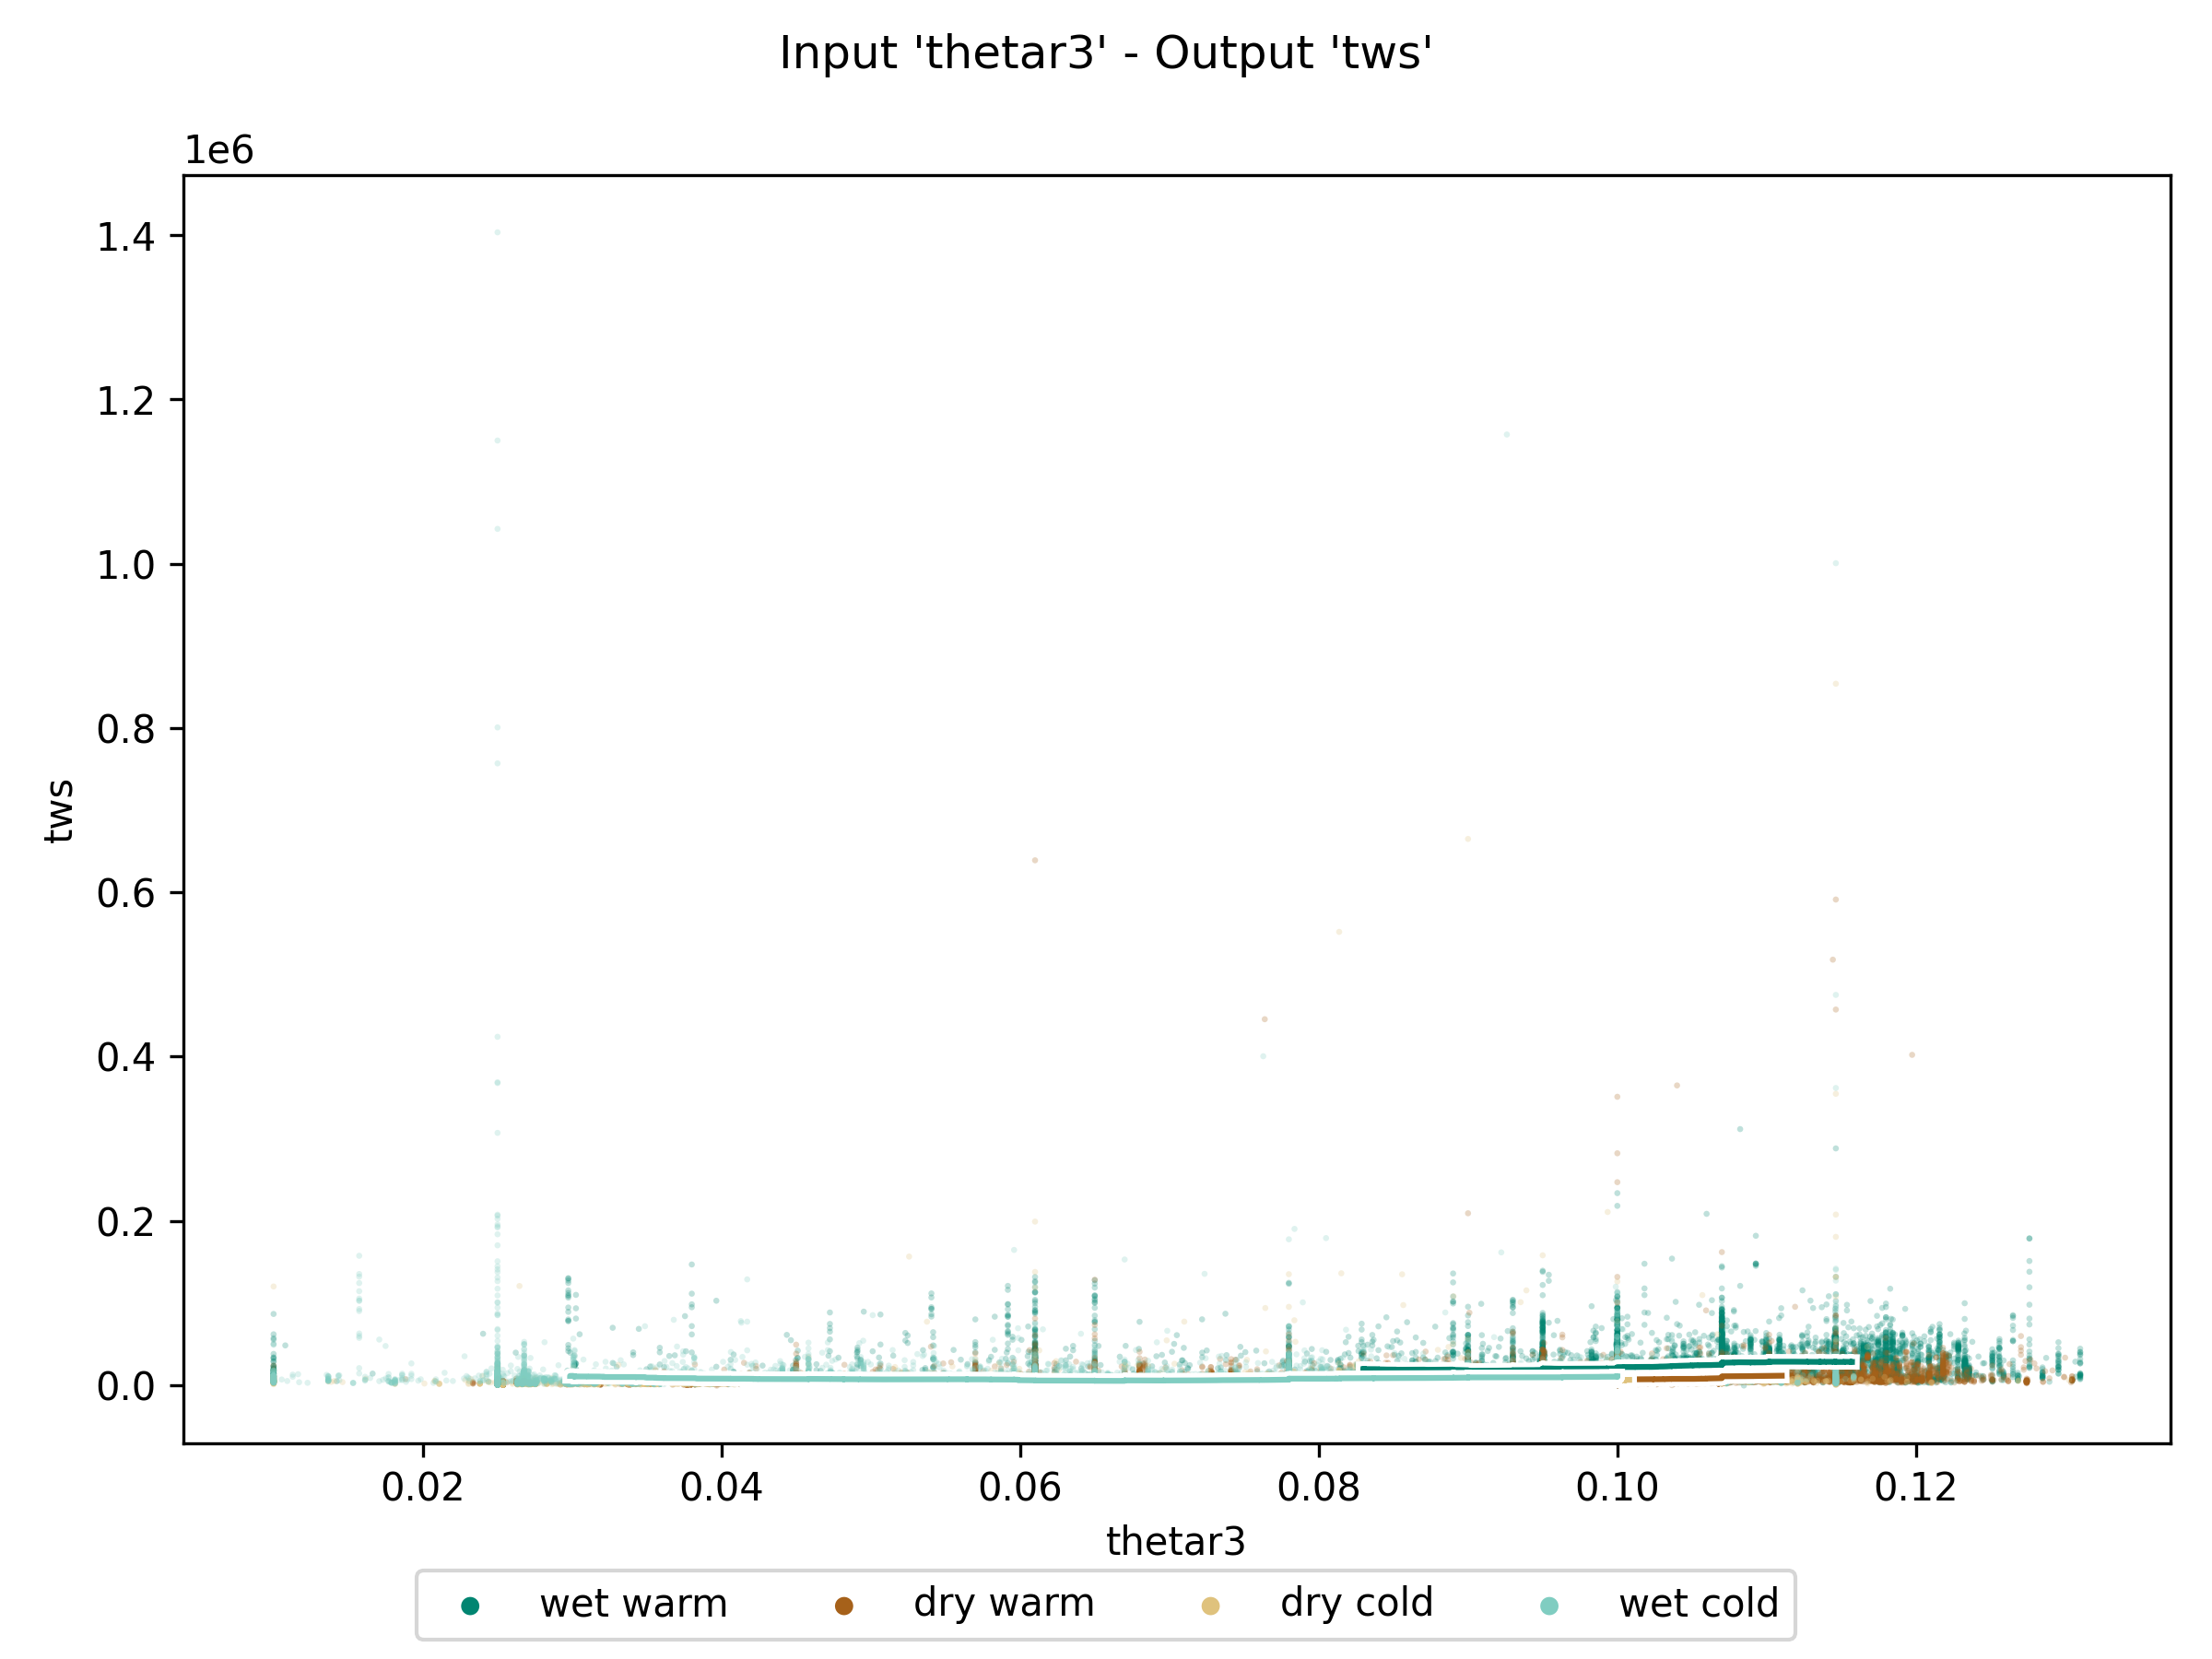 Input 'thetar3' - Output 'tws'
1e6
1.4
1.2
1.0
0.8
0.6
0.4
0.2
0.0
tws
0.02 0.04 0.06 0.08 0.10 0.12
thetar3
wet warm dry warm dry cold wet cold